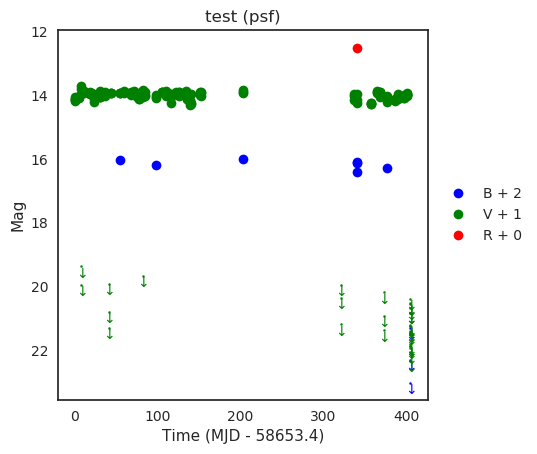 test (psf)
12
14
16
18
20
22
Mag
0
100
200
300
400
Time (MJD - 58653.4)
B + 2
V + 1
R + 0